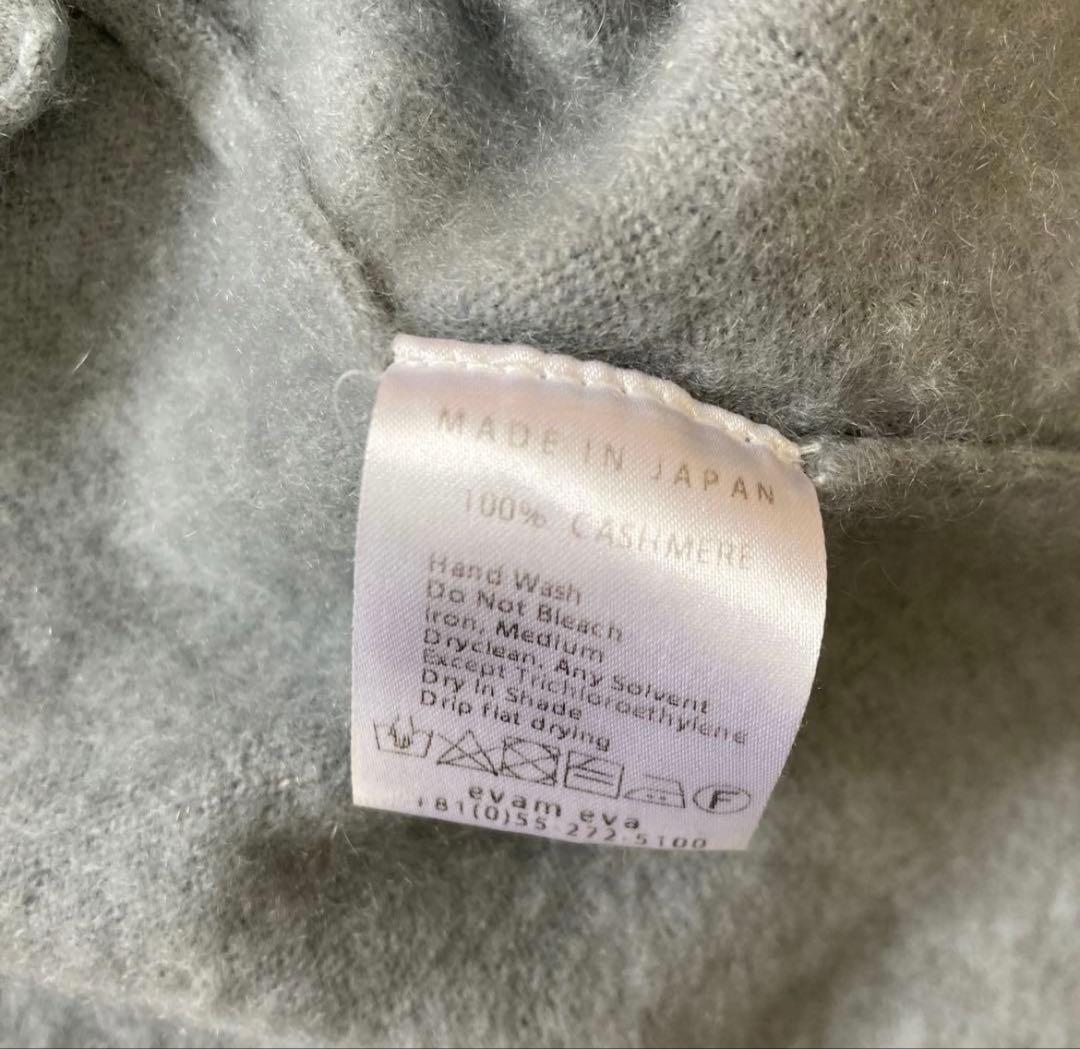 MADE IN JAPAN
100% CASHMERE
Hand Wash
Do Not Bleach
Iron, Medium
Dryclean, Any Solvent
Except Trichloroethylene
Dry In Shade
Drip flat drying
F
evam eva
+81(0)55-272-5100